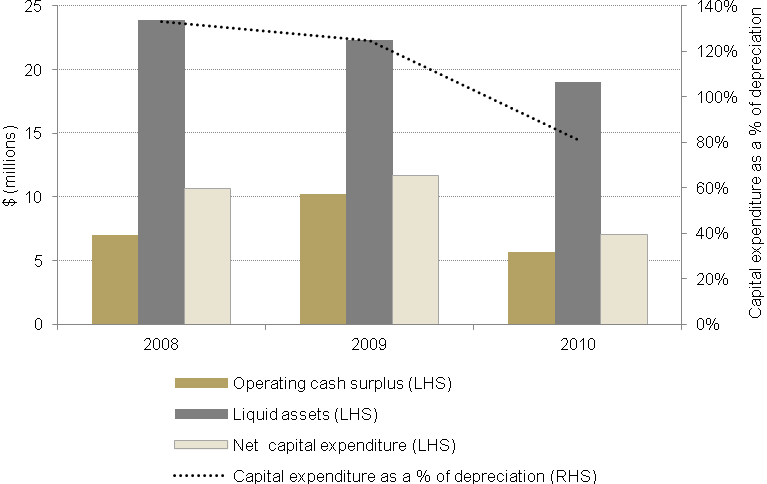 25
20
15
10
5
0
$ (millions)
140%
120%
100%
80%
60%
40%
20%
0%
Capital expenditure as a % of depreciation
2008 2009 2010
Operating cash surplus (LHS)
Liquid assets (LHS)
Net capital expenditure (LHS)
Capital expenditure as a % of depreciation (RHS)